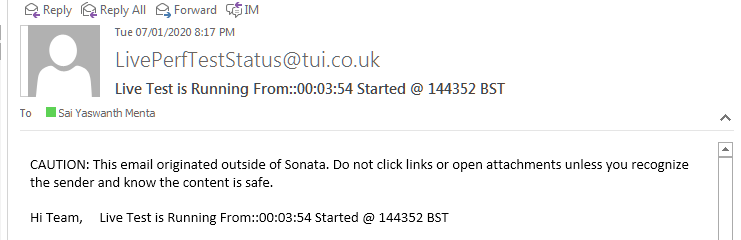 Reply Reply All Forward IM
Tue 07/01/2020 8:17 PM
LivePerfTestStatus@tui.co.uk
Live Test is Running From::00:03:54 Started @ 144352 BST
To Sai Yaswanth Menta
CAUTION: This email originated outside of Sonata. Do not click links or open attachments unless you recognize
the sender and know the content is safe.
Hi Team, Live Test is Running From::00:03:54 Started @ 144352 BST